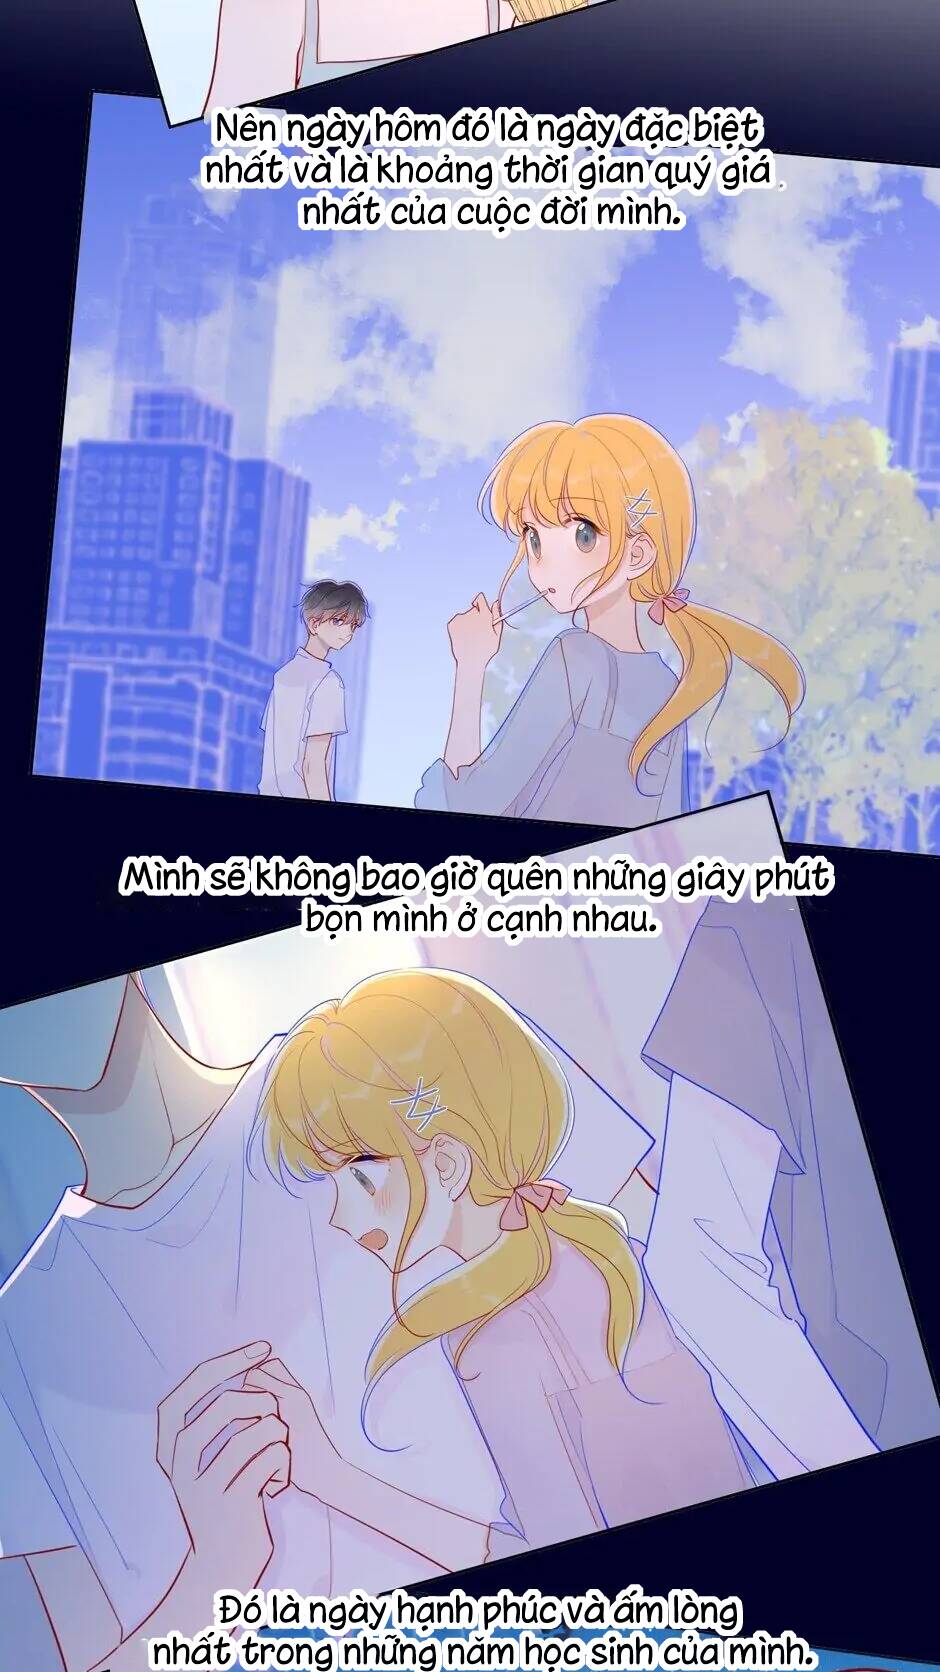 Nên ngày hôm đó là ngày đặc biệt
nhất và là khoảng thời gian quý giá
nhất của cuộc đời mình.
Mình sẽ không bao giờ quên những giây phút
bọn mình ở cạnh nhau.
Đó là ngày hạnh phúc và ấm lòng
nhất trong những năm học sinh của mình.